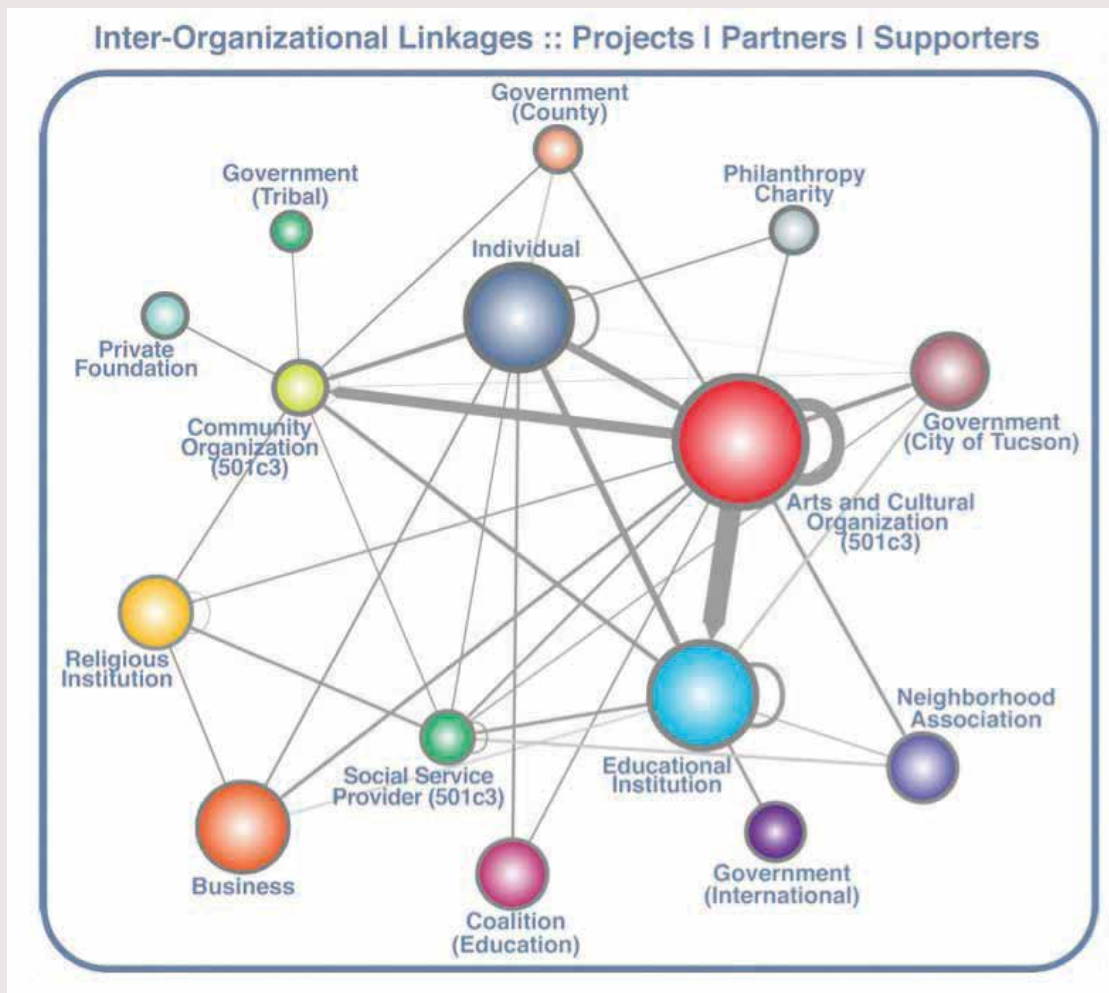 Inter-Organizational Linkages :: Projects | Partners | Supporters
Government
(County)
Government
(Tribal)
Philanthropy
Charity
Individual
Private
Foundation
Community
Organization
(501c3)
Government
(City of Tucson)
Arts and Cultural
Organization
(501c3)
Religious
Institution
Neighborhood
Association
Social Service
Provider (501c3)
Educational
Institution
Business
Government
(International)
Coalition
(Education)